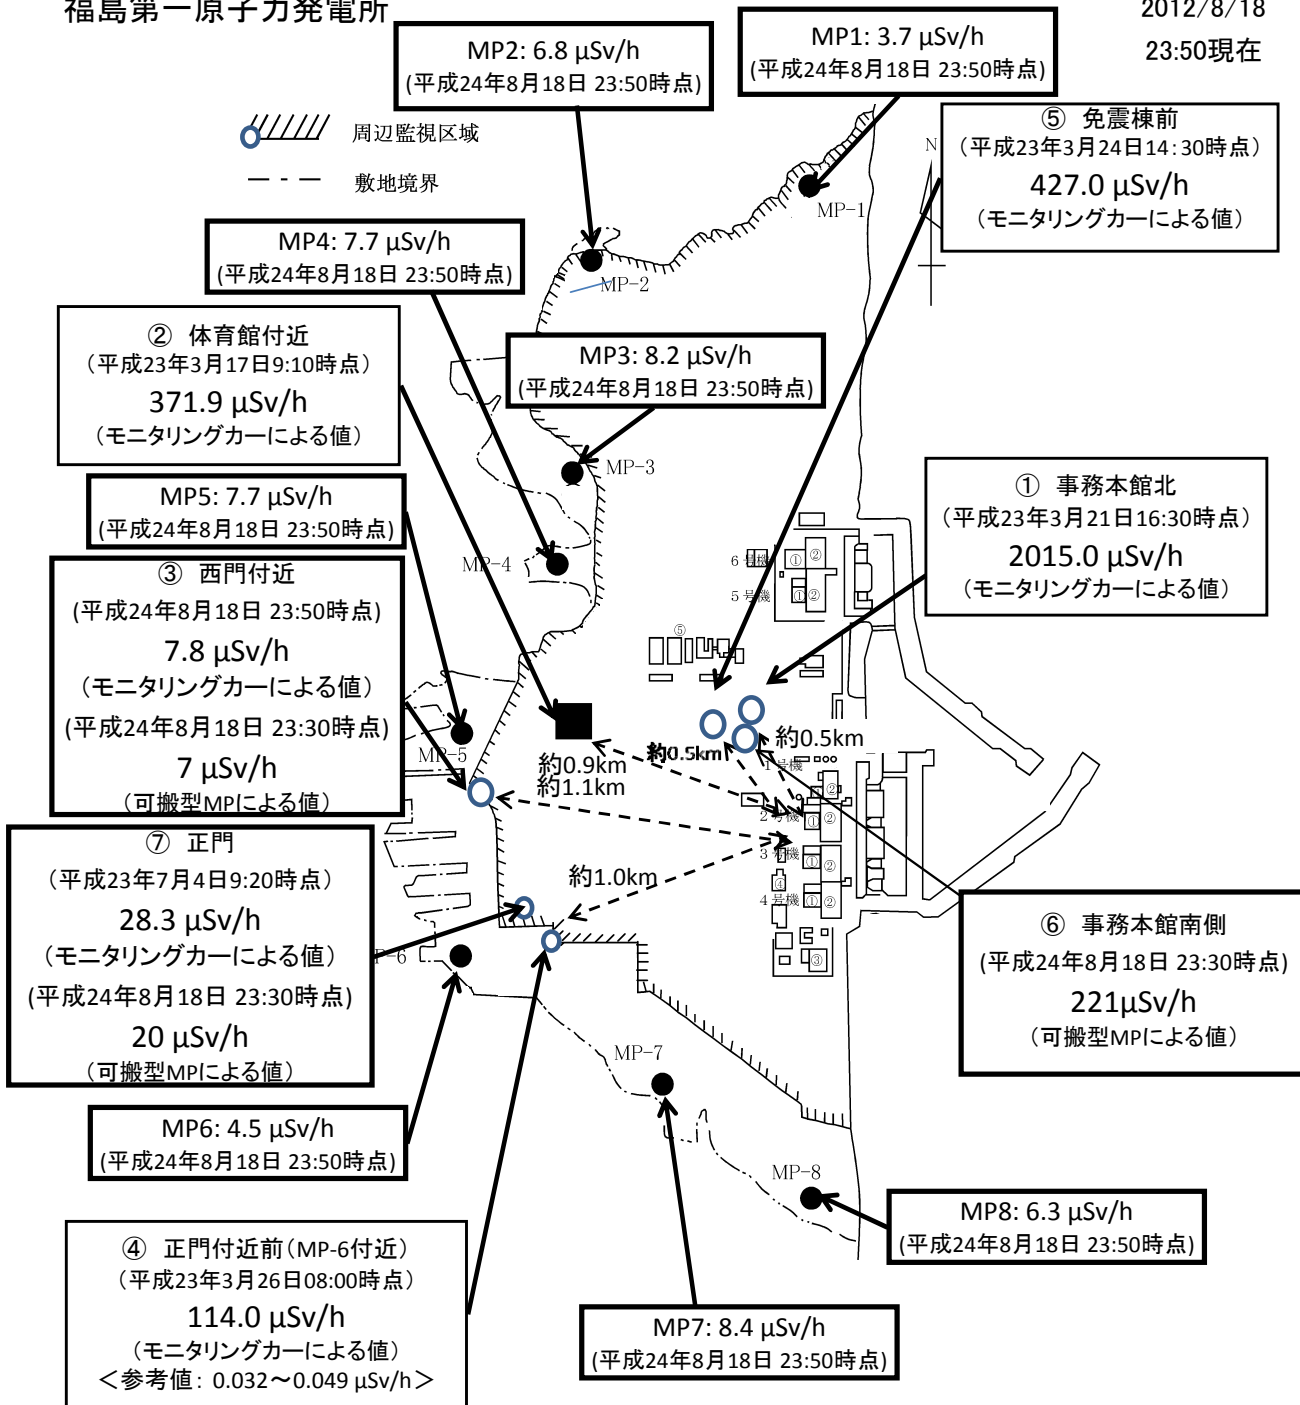 福島第一原子力発電所
2012/8/18
23:50現在
MP2: 6.8 μSv/h
(平成24年8月18日 23:50時点)
MP1: 3.7 μSv/h
(平成24年8月18日 23:50時点)
周辺監視区域
敷地境界
⑤ 免震棟前
(平成23年3月24日14:30時点)
427.0 μSv/h
(モニタリングカーによる値)
N
MP-1
MP4: 7.7 μSv/h
(平成24年8月18日 23:50時点)
MP-2
② 体育館付近
(平成23年3月17日9:10時点)
371.9 μSv/h
(モニタリングカーによる値)
MP3: 8.2 μSv/h
(平成24年8月18日 23:50時点)
MP-3
MP5: 7.7 μSv/h
(平成24年8月18日 23:50時点)
① 事務本館北
(平成23年3月21日16:30時点)
2015.0 μSv/h
(モニタリングカーによる値)
MP-4
6号機
① ②
5号機
① ②
③ 西門付近
(平成24年8月18日 23:50時点)
7.8 μSv/h
(モニタリングカーによる値)
(平成24年8月18日 23:30時点)
7 μSv/h
(可搬型MPによる値)
⑤
MP-5
約0.9km
約1.1km
約0.5km
約0.5km
1号機
②
2号機
① ②
3号機
① ②
④
4号機
① ②
③
約1.0km
⑦ 正門
(平成23年7月4日9:20時点)
28.3 μSv/h
(モニタリングカーによる値)
(平成24年8月18日 23:30時点)
20 μSv/h
(可搬型MPによる値)
P-6
⑥ 事務本館南側
(平成24年8月18日 23:30時点)
221μSv/h
(可搬型MPによる値)
MP-7
MP6: 4.5 μSv/h
(平成24年8月18日 23:50時点)
MP-8
MP8: 6.3 μSv/h
(平成24年8月18日 23:50時点)
④ 正門付近前(MP-6付近)
(平成23年3月26日08:00時点)
114.0 μSv/h
(モニタリングカーによる値)
<参考値: 0.032~0.049 μSv/h>
MP7: 8.4 μSv/h
(平成24年8月18日 23:50時点)